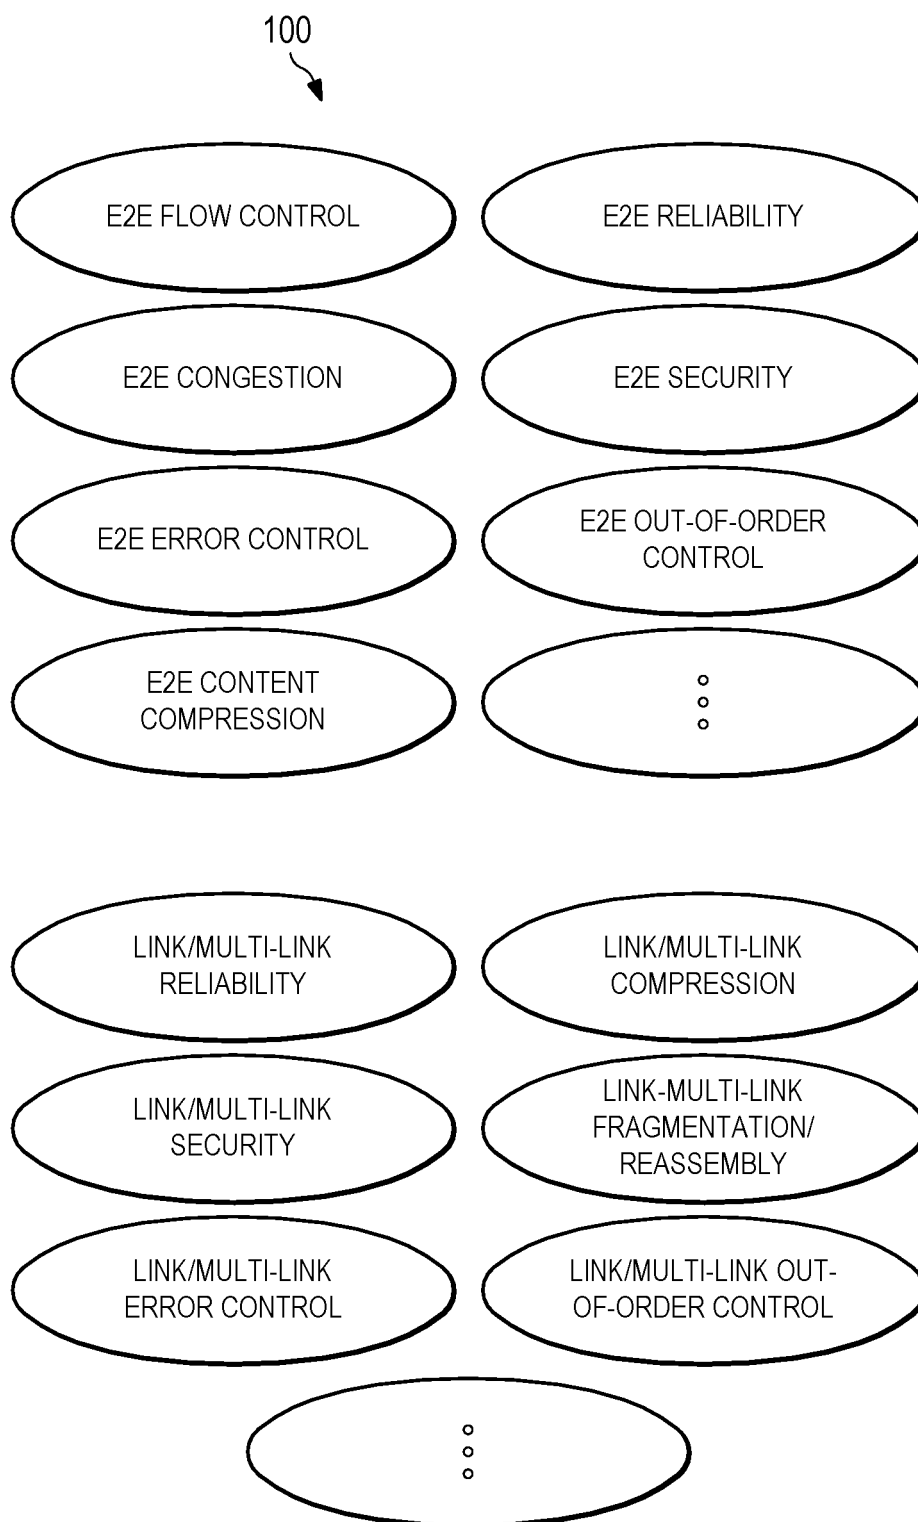 100
E2E FLOW CONTROL
E2E RELIABILITY
E2E CONGESTION
E2E SECURITY
E2E ERROR CONTROL
E2E OUT-OF-ORDER
CONTROL
E2E CONTENT
COMPRESSION
LINK/MULTI-LINK
RELIABILITY
LINK/MULTI-LINK
COMPRESSION
LINK/MULTI-LINK
SECURITY
LINK-MULTI-LINK
FRAGMENTATION/
REASSEMBLY
LINK/MULTI-LINK
ERROR CONTROL
LINK/MULTI-LINK OUT-
OF-ORDER CONTROL